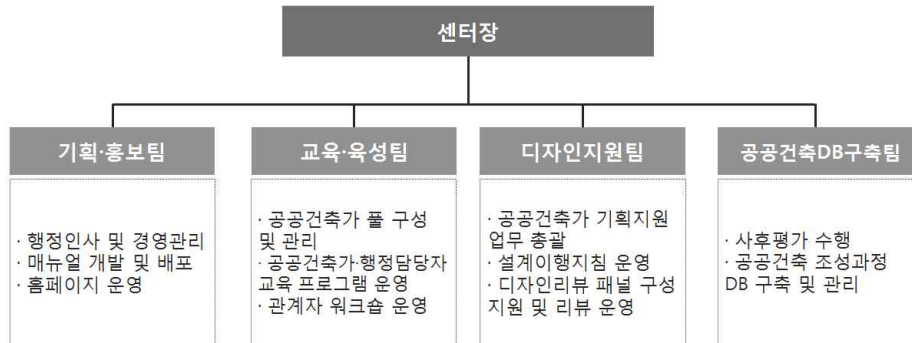 센터장
기획·홍보팀
· 행정인사 및 경영관리
· 매뉴얼 개발 및 배포
· 홈페이지 운영
교육·육성팀
· 공공건축가 풀 구성
및 관리
· 공공건축가·행정담당자
교육 프로그램 운영
· 관계자 워크숍 운영
디자인지원팀
· 공공건축가 기획지원
업무 총괄
· 설계이행지침 운영
· 디자인리뷰 패널 구성
지원 및 리뷰 운영
공공건축DB구축팀
· 사후평가 수행
· 공공건축 조성과정
DB 구축 및 관리